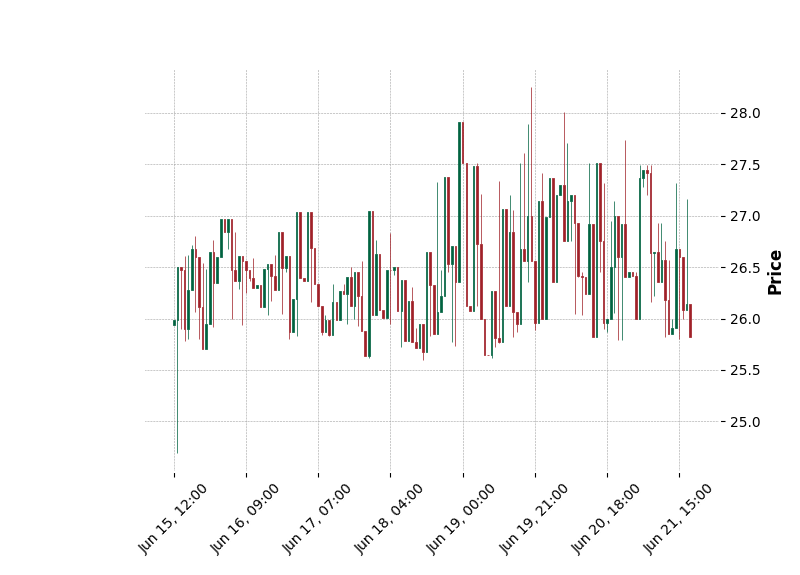 28.0
27.5
27.0
26.5
26.0
25.5
25.0
Price
Jun 15, 12:00
Jun 16, 09:00
Jun 17, 07:00
Jun 18, 04:00
Jun 19, 00:00
Jun 19, 21:00
Jun 20, 18:00
Jun 21, 15:00